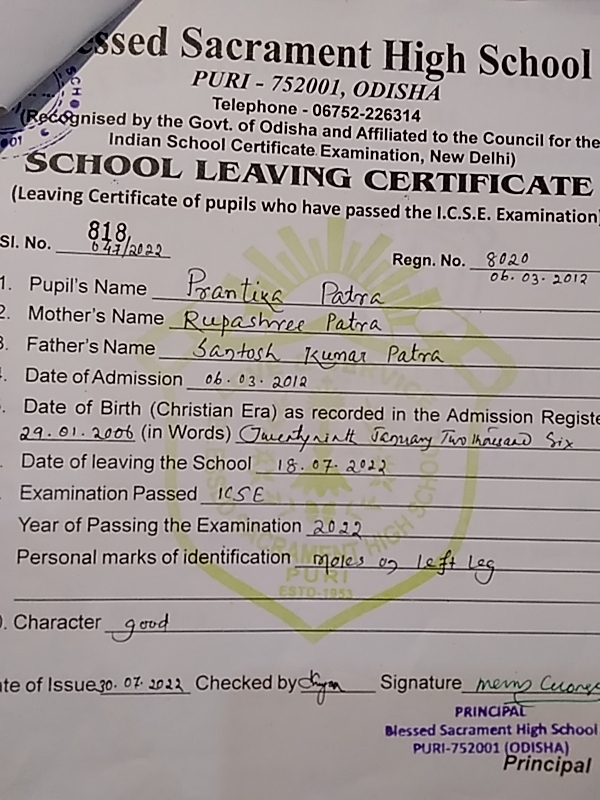 essed Sacrament High School
PURI - 752001, ODISHA
Telephone - 06752-226314
(Recognised by the Govt. of Odisha and Affiliated to the Council for the
Indian School Certificate Examination, New Delhi)
SCHOOL LEAVING CERTIFICATE
(Leaving Certificate of pupils who have passed the I.C.S.E. Examination)
Sl. No. 818/
647/2022
Regn. No. 8020
06.03.2012
1. Pupil's Name Prantika Patra
2. Mother's Name Rupashree Patra
3. Father's Name Santosh Kumar Patra
. Date of Admission 06.03.2012
. Date of Birth (Christian Era) as recorded in the Admission Registe
29.01.2006 (in Words) Twentyninth January Two thousand Six
. Date of leaving the School 18.07.2022
. Examination Passed ICSE
Year of Passing the Examination 2022
Personal marks of identification moles on left leg
PURI
ESTD-1953
0. Character good
te of Issue 30.07.2022 Checked by Signature
PRINCIPAL
Blessed Sacrament High School
PURI-752001 (ODISHA)
Principal